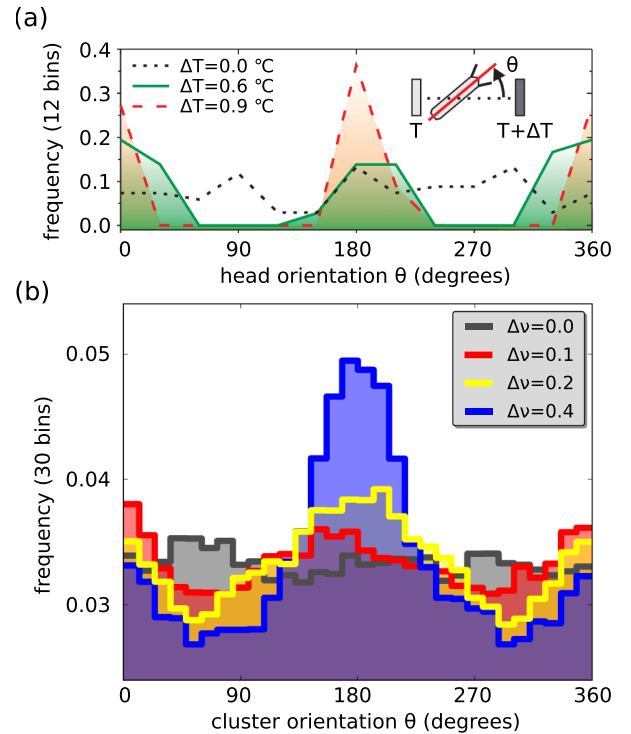 (a)
frequency (12 bins)
0.4
0.3
0.2
0.1
0.0
ΔT=0.0 °C
ΔT=0.6 °C
ΔT=0.9 °C
θ
T
T+ΔT
0
90
180
270
360
head orientation θ (degrees)
(b)
frequency (30 bins)
0.05
0.04
0.03
Δν=0.0
Δν=0.1
Δν=0.2
Δν=0.4
0
90
180
270
360
cluster orientation θ (degrees)